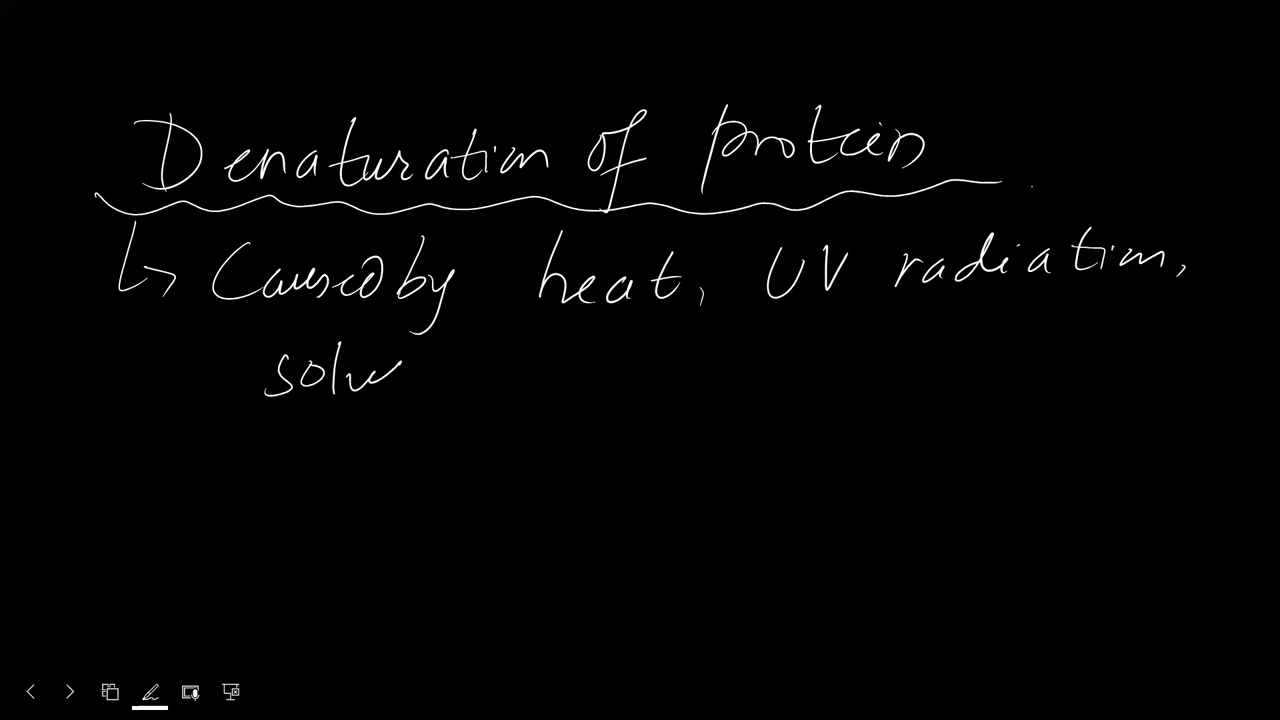 Denaturation of protein
↳ Caused by heat, UV radiation,
solv